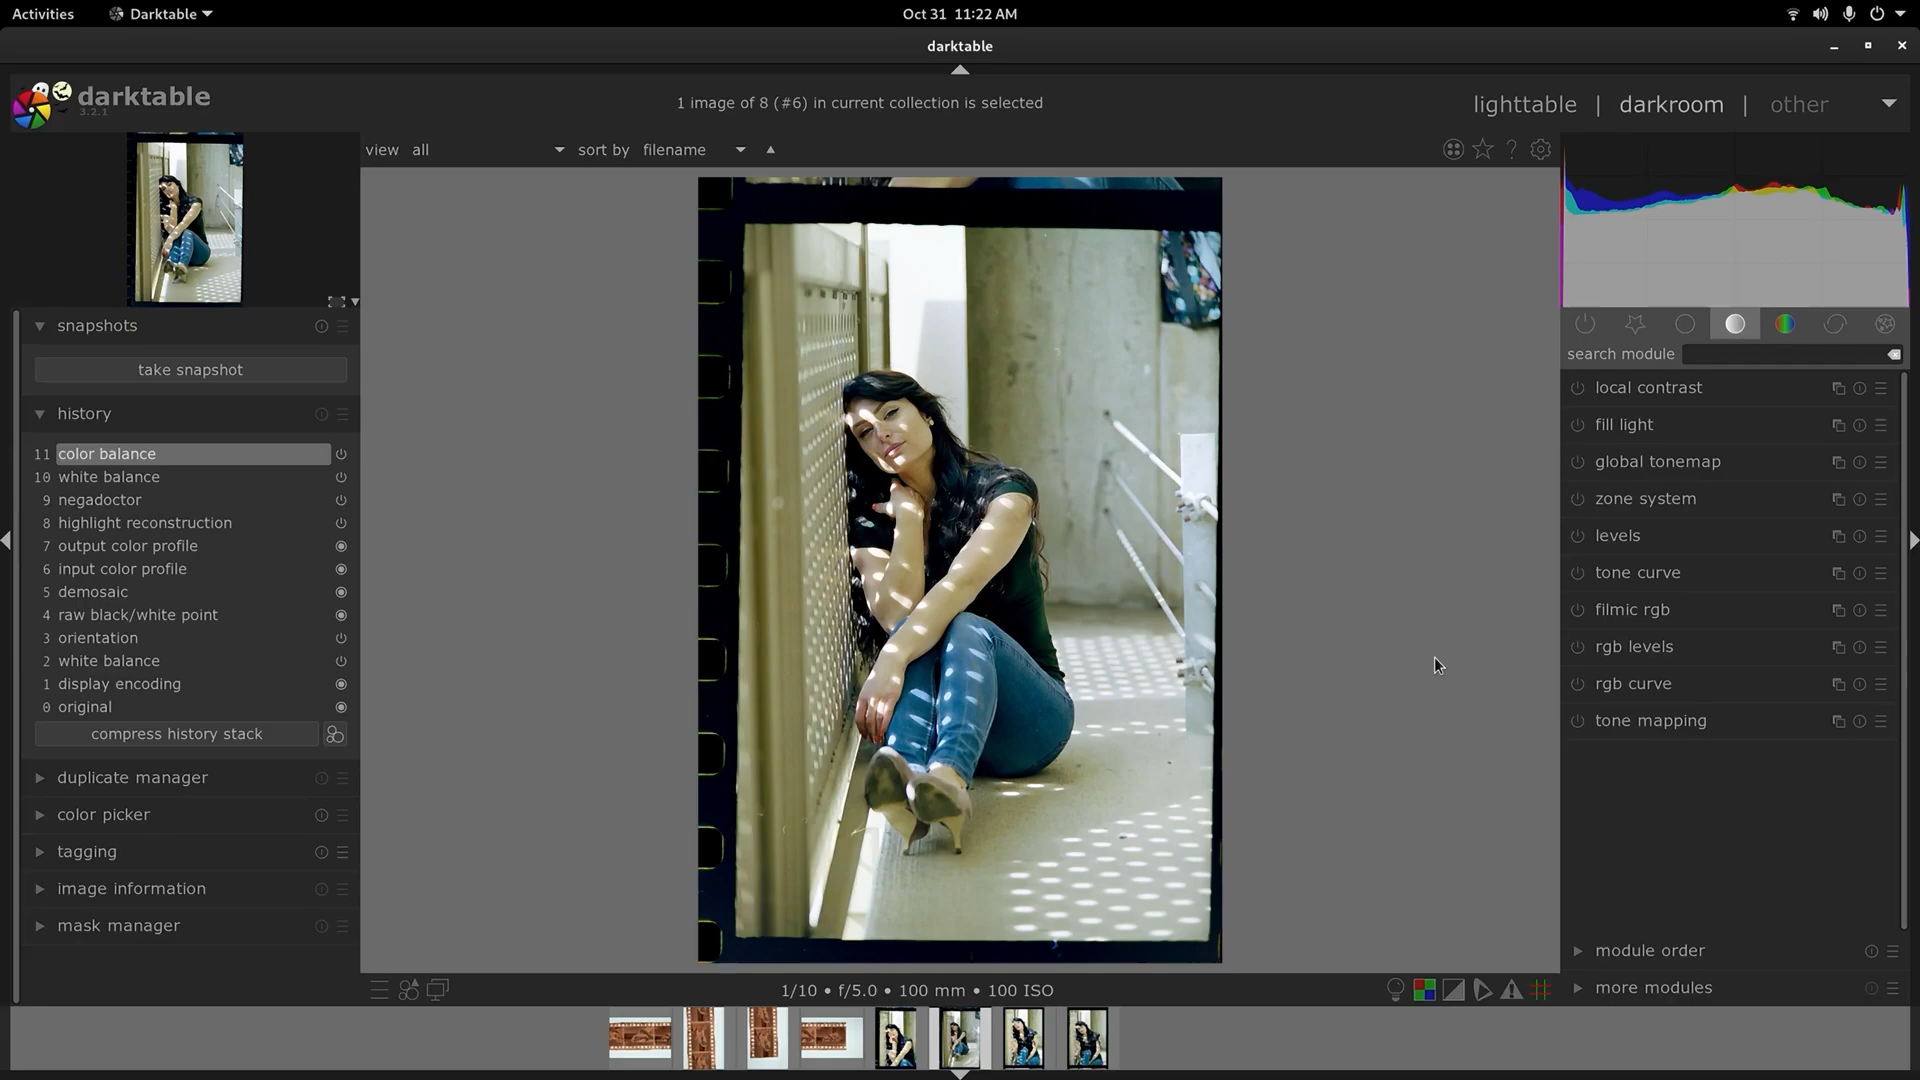 Activities Darktable Oct 31 11:22 AM
darktable
darktable
3.2.1
1 image of 8 (#6) in current collection is selected
lighttable | darkroom | other
view all sort by filename
snapshots
take snapshot
history
11 color balance
10 white balance
9 negadoctor
8 highlight reconstruction
7 output color profile
6 input color profile
5 demosaic
4 raw black/white point
3 orientation
2 white balance
1 display encoding
0 original
compress history stack
duplicate manager
color picker
tagging
image information
mask manager
1/10 • f/5.0 • 100 mm • 100 ISO
search module
local contrast
fill light
global tonemap
zone system
levels
tone curve
filmic rgb
rgb levels
rgb curve
tone mapping
module order
more modules